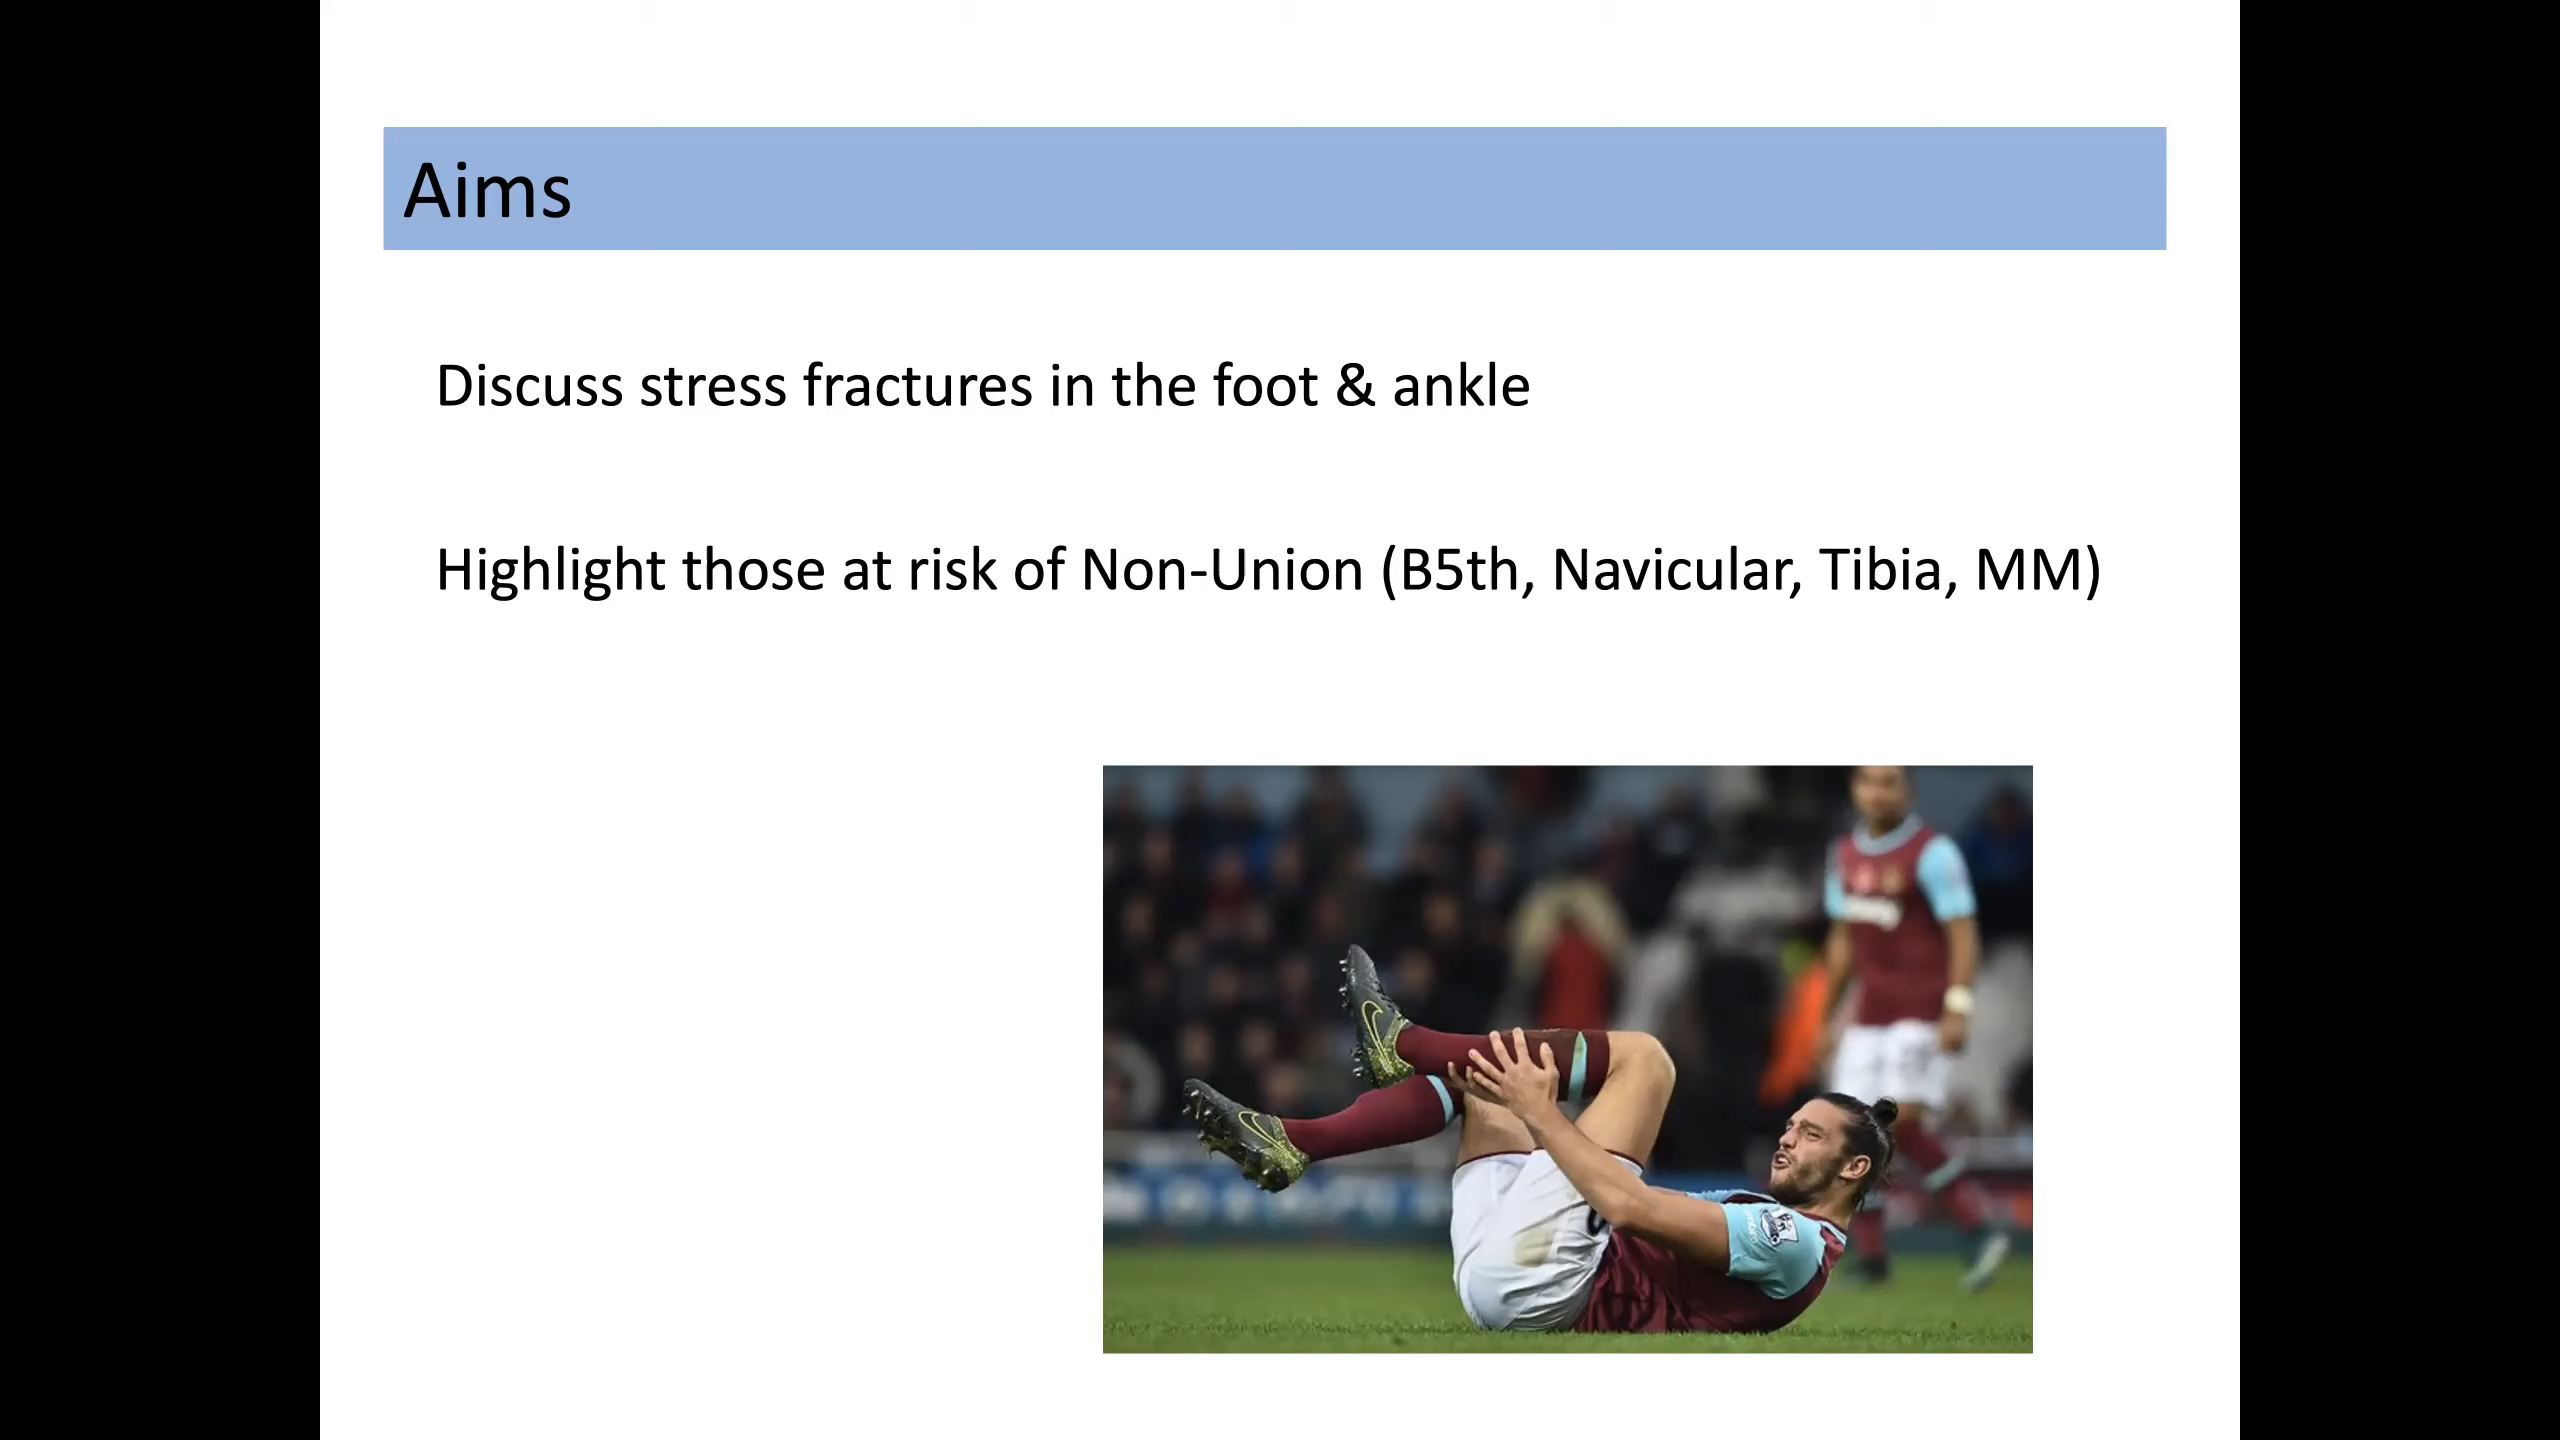 Aims
Discuss stress fractures in the foot & ankle
Highlight those at risk of Non-Union (B5th, Navicular, Tibia, MM)